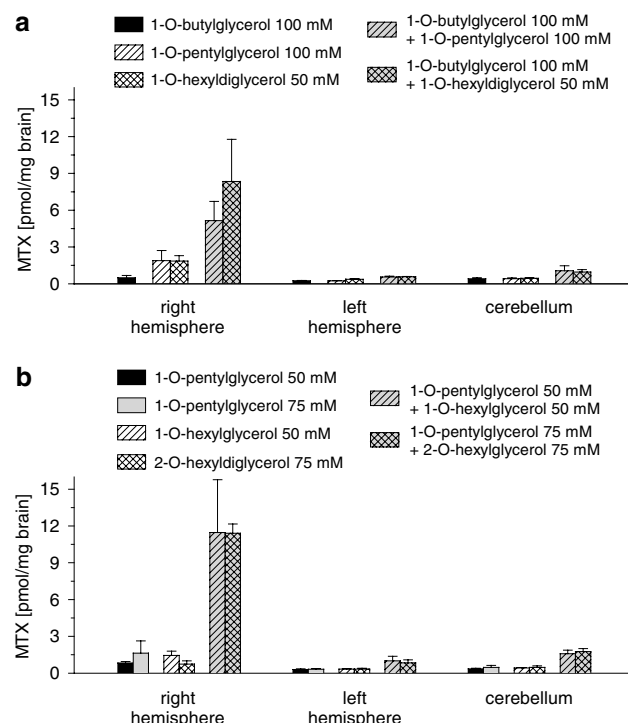 a
1-O-butylglycerol 100 mM
1-O-pentylglycerol 100 mM
1-O-hexyldiglycerol 50 mM
1-O-butylglycerol 100 mM
+ 1-O-pentylglycerol 100 mM
1-O-butylglycerol 100 mM
+ 1-O-hexyldiglycerol 50 mM
MTX [pmol/mg brain]
15
12
9
6
3
0
right
hemisphere
left
hemisphere
cerebellum
b
1-O-pentylglycerol 50 mM
1-O-pentylglycerol 75 mM
1-O-hexylglycerol 50 mM
2-O-hexyldiglycerol 75 mM
1-O-pentylglycerol 50 mM
+ 1-O-hexylglycerol 50 mM
1-O-pentylglycerol 75 mM
+ 2-O-hexylglycerol 75 mM
MTX [pmol/mg brain]
15
12
9
6
3
0
right
hemisphere
left
hemisphere
cerebellum